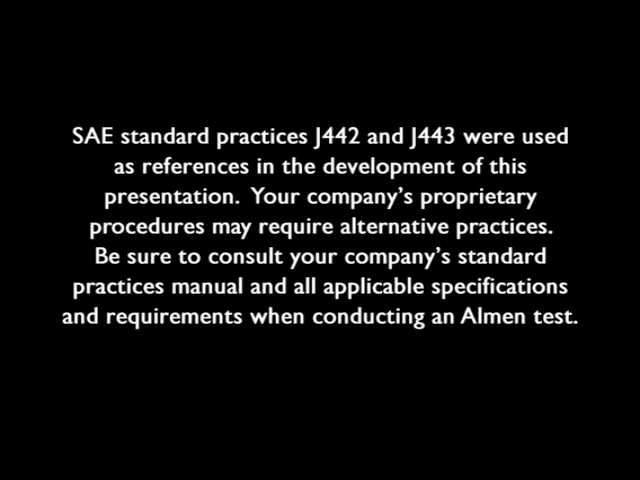 SAE standard practices J442 and J443 were used
as references in the development of this
presentation.  Your company’s proprietary
procedures may require alternative practices.
Be sure to consult your company’s standard
practices manual and all applicable specifications
and requirements when conducting an Almen test.